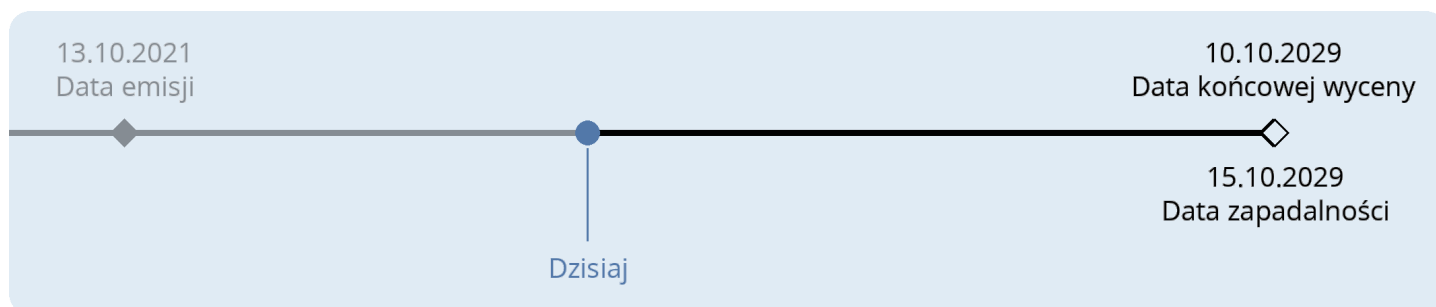 13.10.2021
Data emisji
10.10.2029
Data końcowej wyceny
15.10.2029
Data zapadalności
Dzisiaj